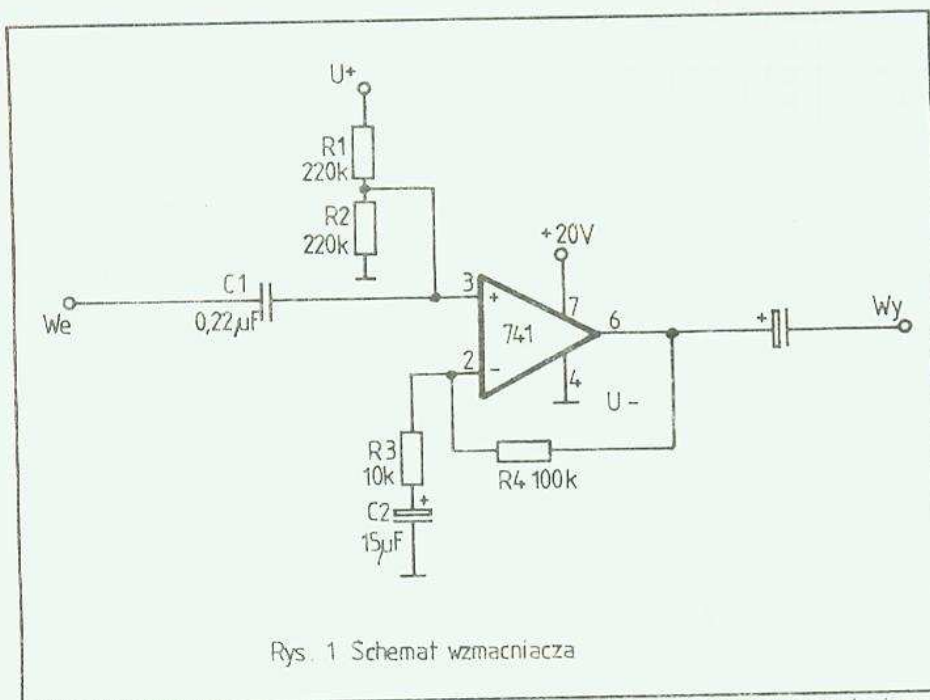 U+
R1
220k
R2
220k
+20V
C1
0,22µF
We
3
+
7
741
6
2
-
4
U -
+
Wy
R3
10k
+
C2
15µF
R4 100k
Rys. 1 Schemat wzmacniacza